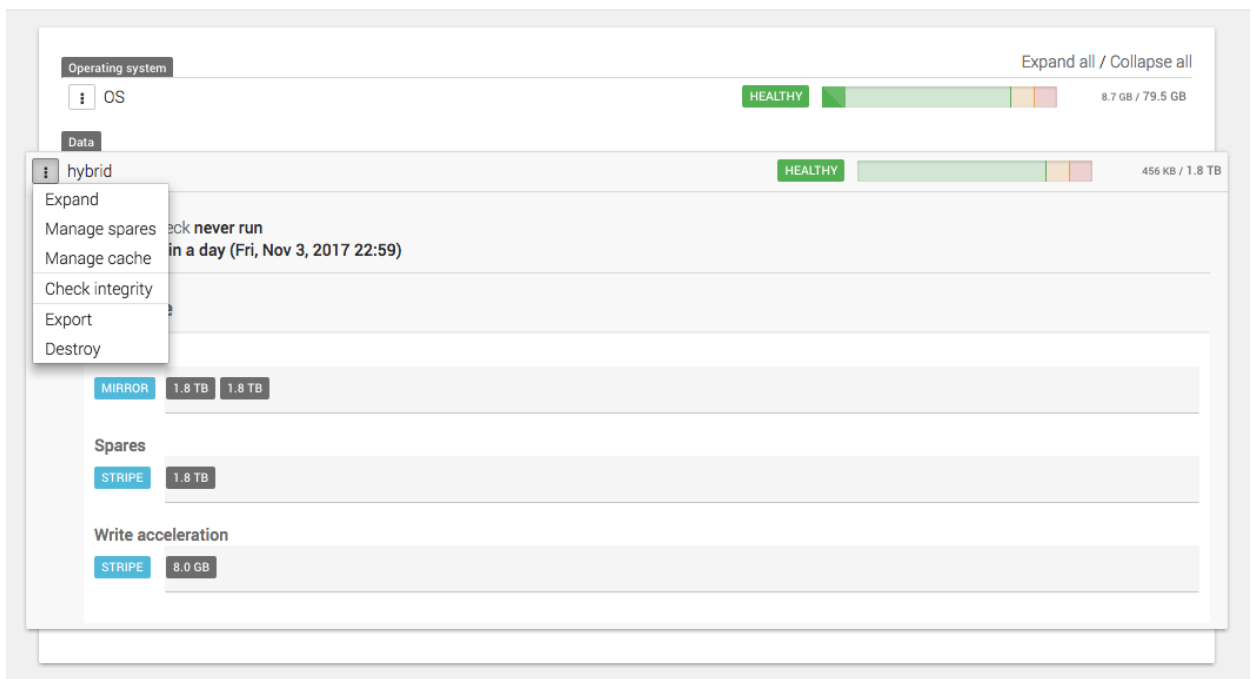 Expand all / Collapse all
Operating system
OS HEALTHY 8.7 GB / 79.5 GB
Data
hybrid HEALTHY 456 KB / 1.8 TB
Expand
Manage spares
never run
Manage cache
in a day (Fri, Nov 3, 2017 22:59)
Check integrity
Export
Destroy
MIRROR 1.8 TB 1.8 TB
Spares
STRIPE 1.8 TB
Write acceleration
STRIPE 8.0 GB